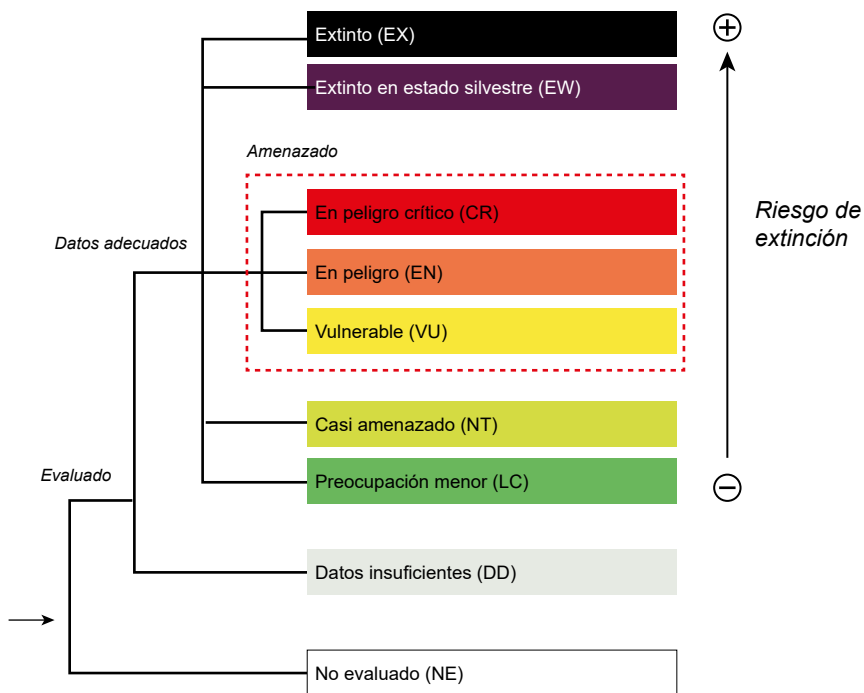 Extinto (EX)
Extinto en estado silvestre (EW)
Amenazado
En peligro crítico (CR)
Riesgo de
extinción
Datos adecuados
En peligro (EN)
Vulnerable (VU)
Casi amenazado (NT)
Evaluado
Preocupación menor (LC)
Datos insuficientes (DD)
No evaluado (NE)